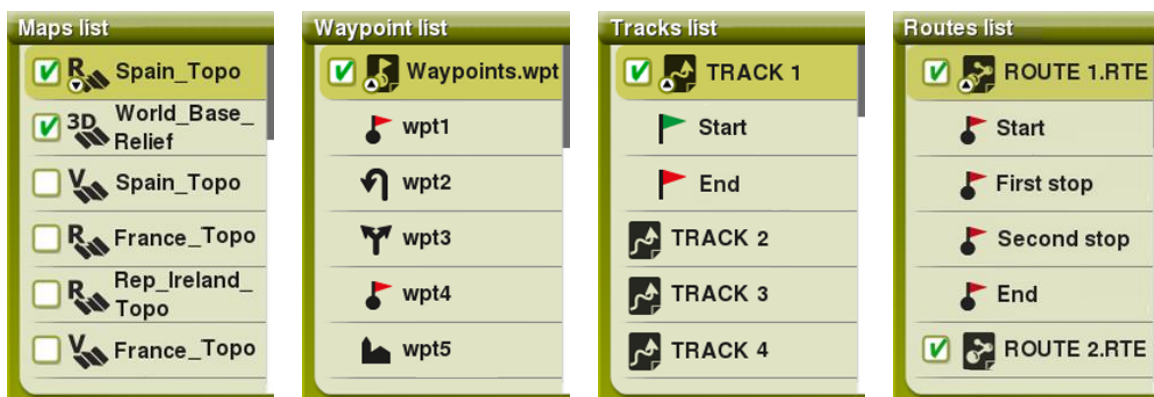 Maps list
R Spain_Topo
3D World_Base_
Relief
V Spain_Topo
R France_Topo
R Rep_Ireland_
Topo
V France_Topo
Waypoint list
Waypoints.wpt
wpt1
wpt2
wpt3
wpt4
wpt5
Tracks list
TRACK 1
Start
End
TRACK 2
TRACK 3
TRACK 4
Routes list
ROUTE 1.RTE
Start
First stop
Second stop
End
ROUTE 2.RTE